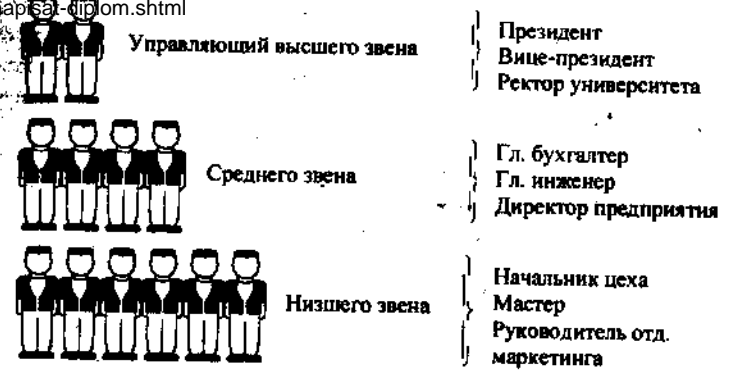 apisat-diplom.shtml
Управляющий высшего звена
Президент
Вице-президент
Ректор университета
Среднего звена
Гл. бухгалтер
Гл. инженер
Директор предприятия
Низшего звена
Начальник цеха
Мастер
Руководитель отд.
маркетинга